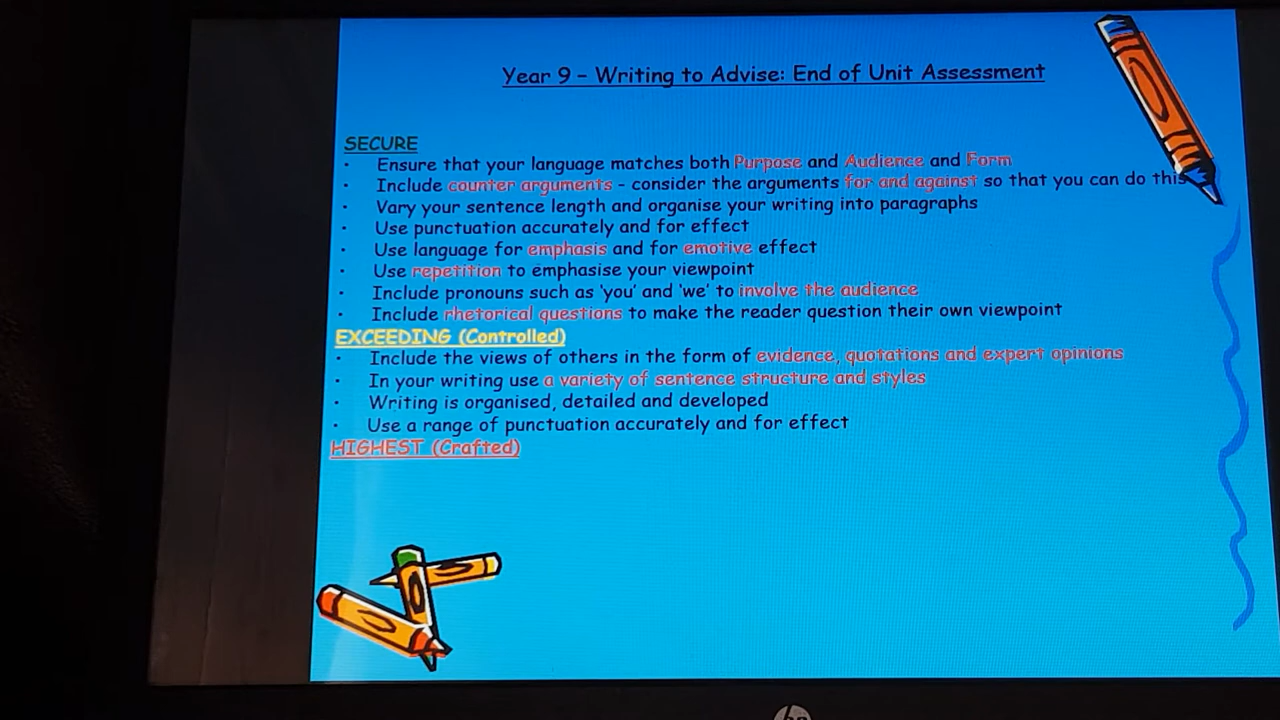 Year 9 – Writing to Advise: End of Unit Assessment
SECURE
• Ensure that your language matches both Purpose and Audience and Form
• Include counter arguments – consider the arguments for and against so that you can do this
• Vary your sentence length and organise your writing into paragraphs
• Use punctuation accurately and for effect
• Use language for emphasis and for emotive effect
• Use repetition to emphasise your viewpoint
• Include pronouns such as 'you' and 'we' to involve the audience
• Include rhetorical questions to make the reader question their own viewpoint
EXCEEDING (Controlled)
• Include the views of others in the form of evidence, quotations and expert opinions
• In your writing use a variety of sentence structure and styles
• Writing is organised, detailed and developed
• Use a range of punctuation accurately and for effect
HIGHEST (Crafted)
hp